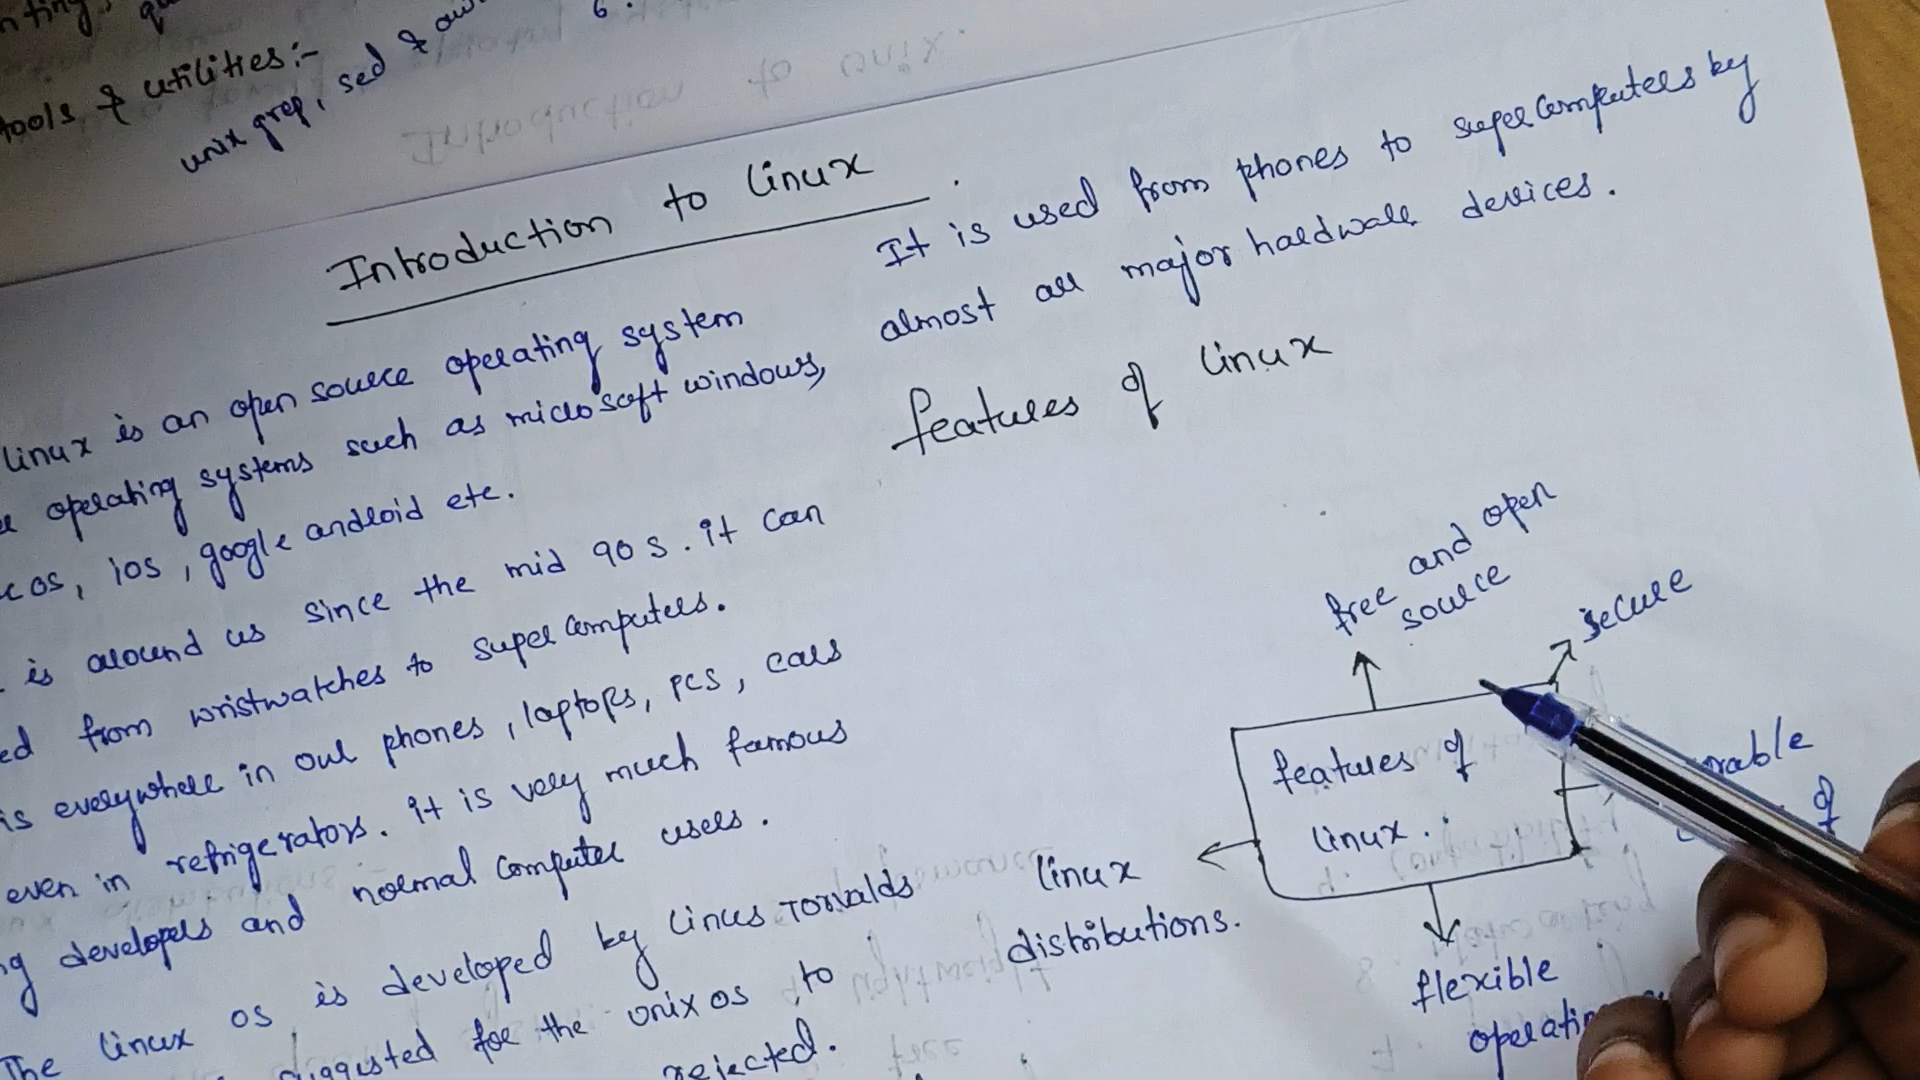 tools & utilities:-
unix grep, sed &
6.
Introduction to linux
linux is an open source operating system
operating systems such as microsoft windows,
ios, google android etc.
is around us since the mid 90s. it can
from wristwatches to super computers.
is everywhere in our phones, laptops, pcs, cars
even in refrigerators. it is very much famous
developers and normal computer users.
The linux os is developed by linus Torvalds
for the unix os to
rejected.
It is used from phones to super computers by
almost all major hardware devices.
features of linux
free and open
source
secure
features of
linux.
of
linux
distributions.
flexible